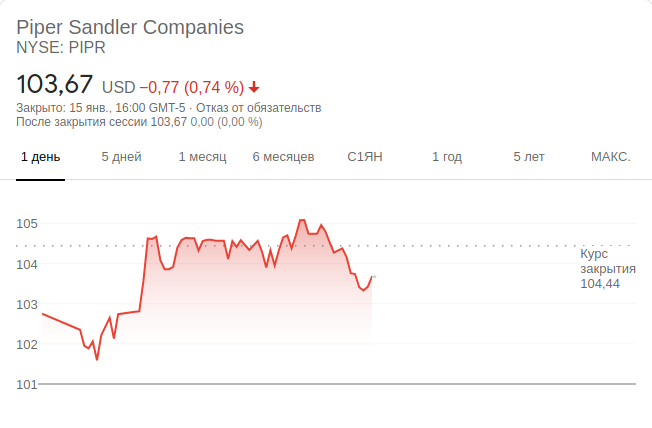 Piper Sandler Companies
NYSE: PIPR
103,67 USD −0,77 (0,74 %)
Закрыто: 15 янв., 16:00 GMT-5 · Отказ от обязательств
После закрытия сессии 103,67 0,00 (0,00 %)
1 день 5 дней 1 месяц 6 месяцев С1ЯН 1 год 5 лет МАКС.
105
104
103
102
101
Курс
закрытия
104,44